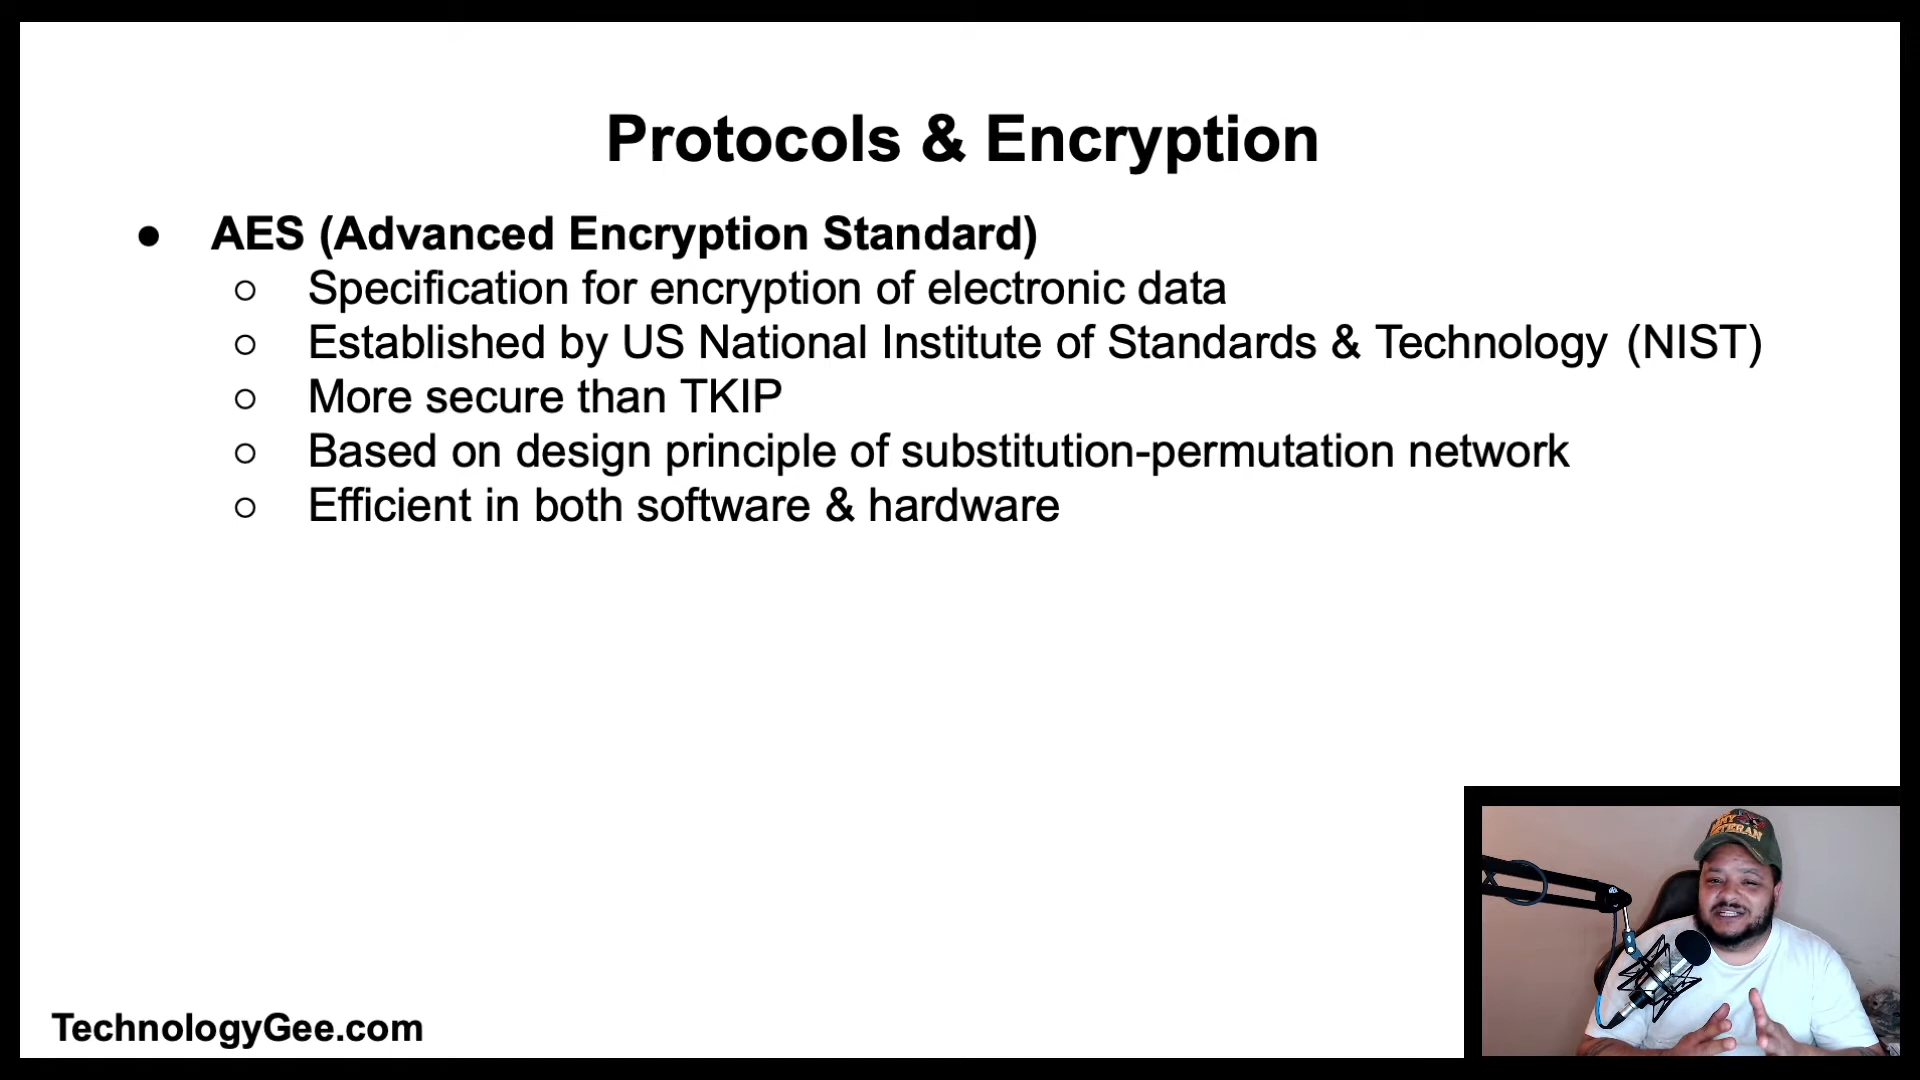 Protocols & Encryption
● AES (Advanced Encryption Standard)
○ Specification for encryption of electronic data
○ Established by US National Institute of Standards & Technology (NIST)
○ More secure than TKIP
○ Based on design principle of substitution-permutation network
○ Efficient in both software & hardware
VETERAN
TechnologyGee.com